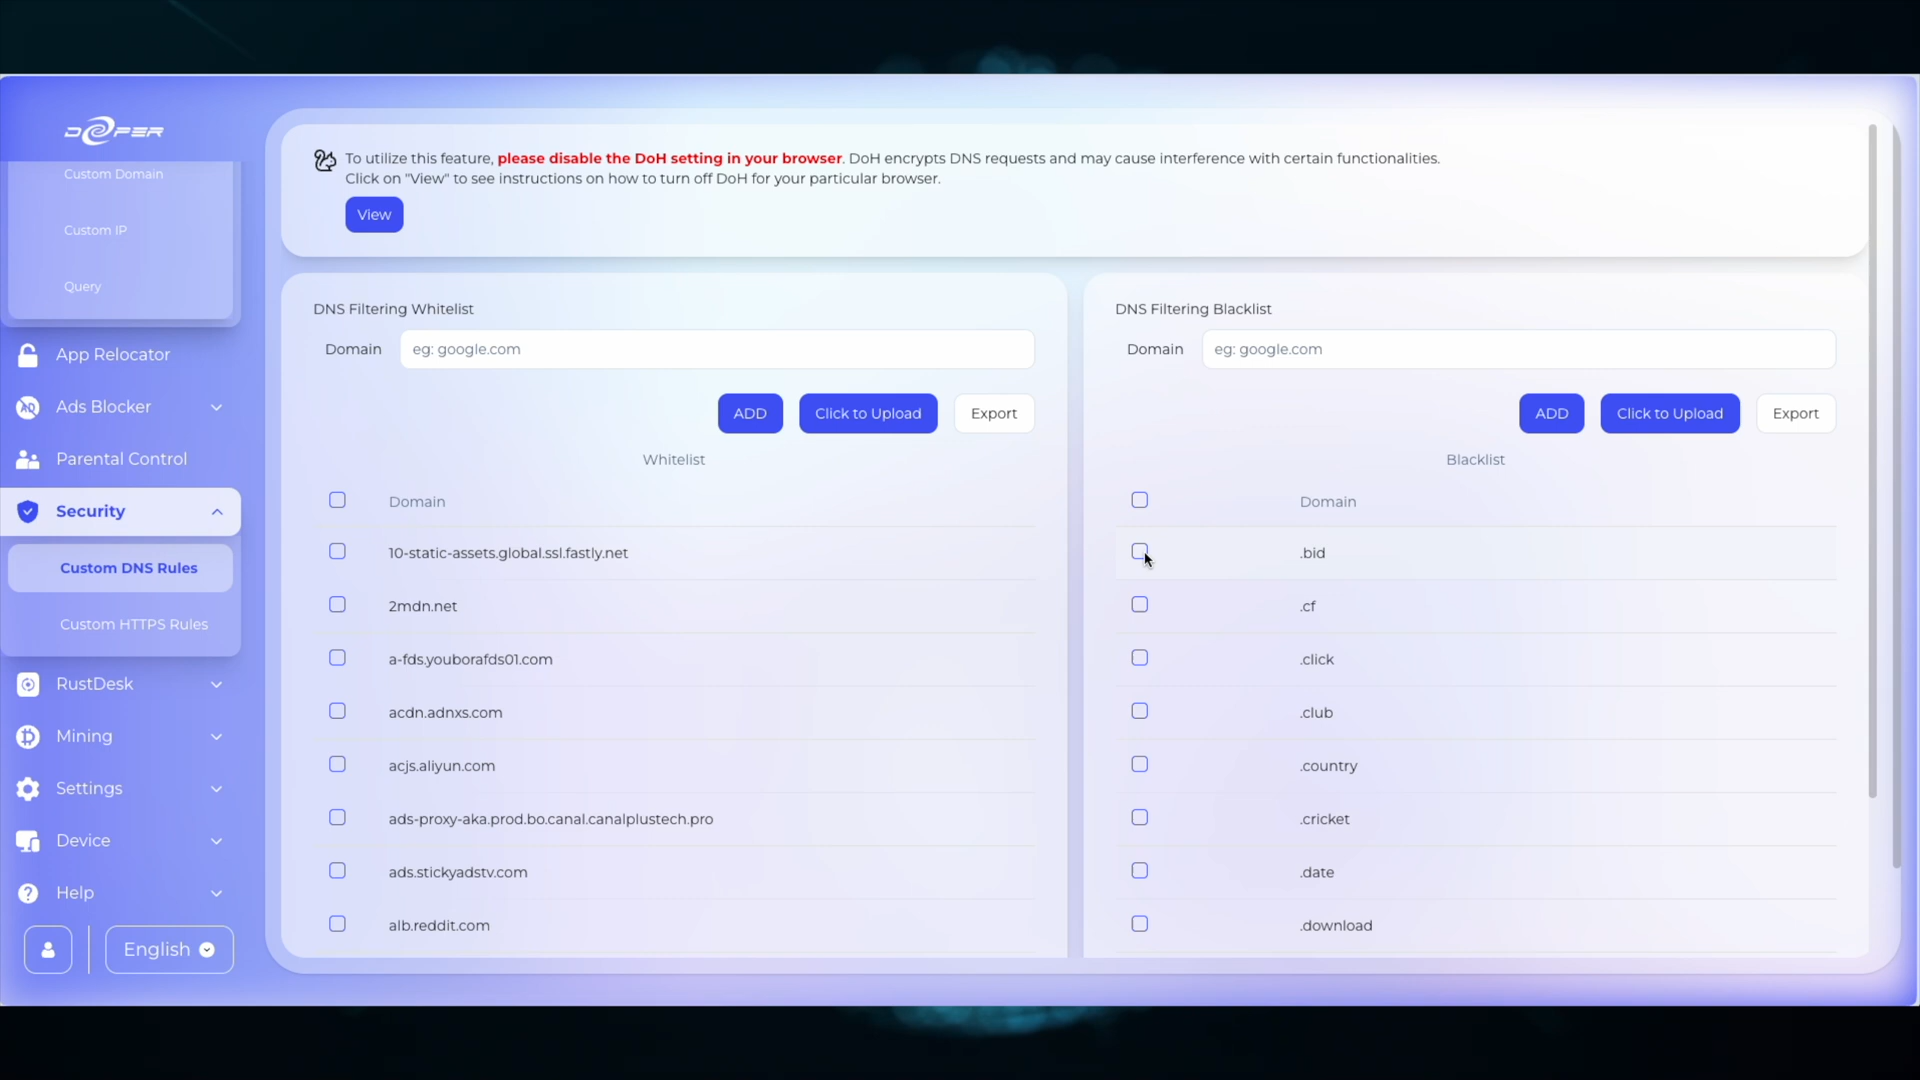 DEEPER
Custom Domain
Custom IP
Query
App Relocator
Ads Blocker
Parental Control
Security
Custom DNS Rules
Custom HTTPS Rules
RustDesk
Mining
Settings
Device
Help
English
To utilize this feature, please disable the DoH setting in your browser. DoH encrypts DNS requests and may cause interference with certain functionalities.
Click on "View" to see instructions on how to turn off DoH for your particular browser.
View
DNS Filtering Whitelist
Domain eg: google.com
ADD Click to Upload Export
Whitelist
Domain
10-static-assets.global.ssl.fastly.net
2mdn.net
a-fds.youborafds01.com
acdn.adnxs.com
acjs.aliyun.com
ads-proxy-aka.prod.bo.canal.canalplustech.pro
ads.stickyadstv.com
alb.reddit.com
DNS Filtering Blacklist
Domain eg: google.com
ADD Click to Upload Export
Blacklist
Domain
.bid
.cf
.click
.club
.country
.cricket
.date
.download